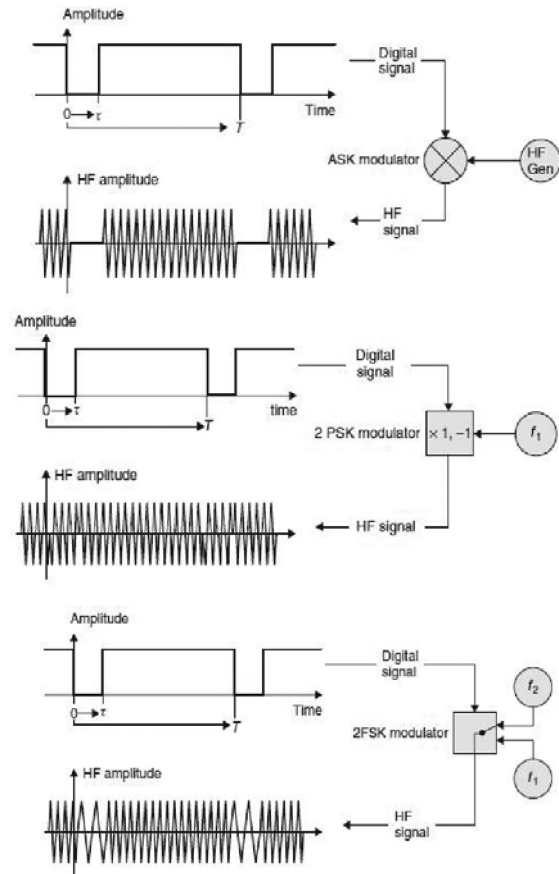 Amplitude
Digital
signal
0
τ
T
Time
ASK modulator
HF
Gen
HF amplitude
HF
signal
Amplitude
Digital
signal
0
τ
T
time
2 PSK modulator
× 1, −1
f1
HF amplitude
HF signal
Amplitude
Digital
signal
0
τ
T
Time
2FSK modulator
f2
f1
HF amplitude
HF
signal